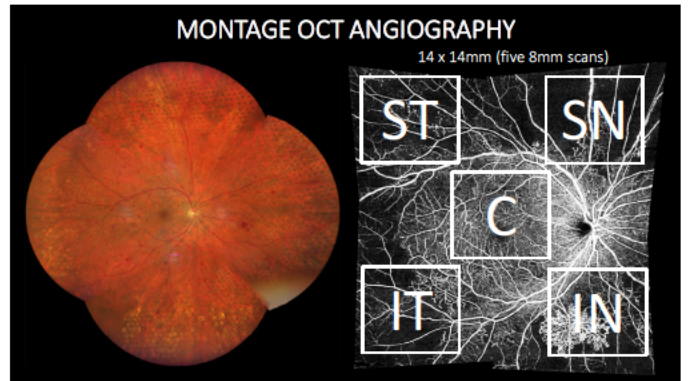 MONTAGE OCT ANGIOGRAPHY
14 x 14mm (five 8mm scans)
ST SN
C
IT IN